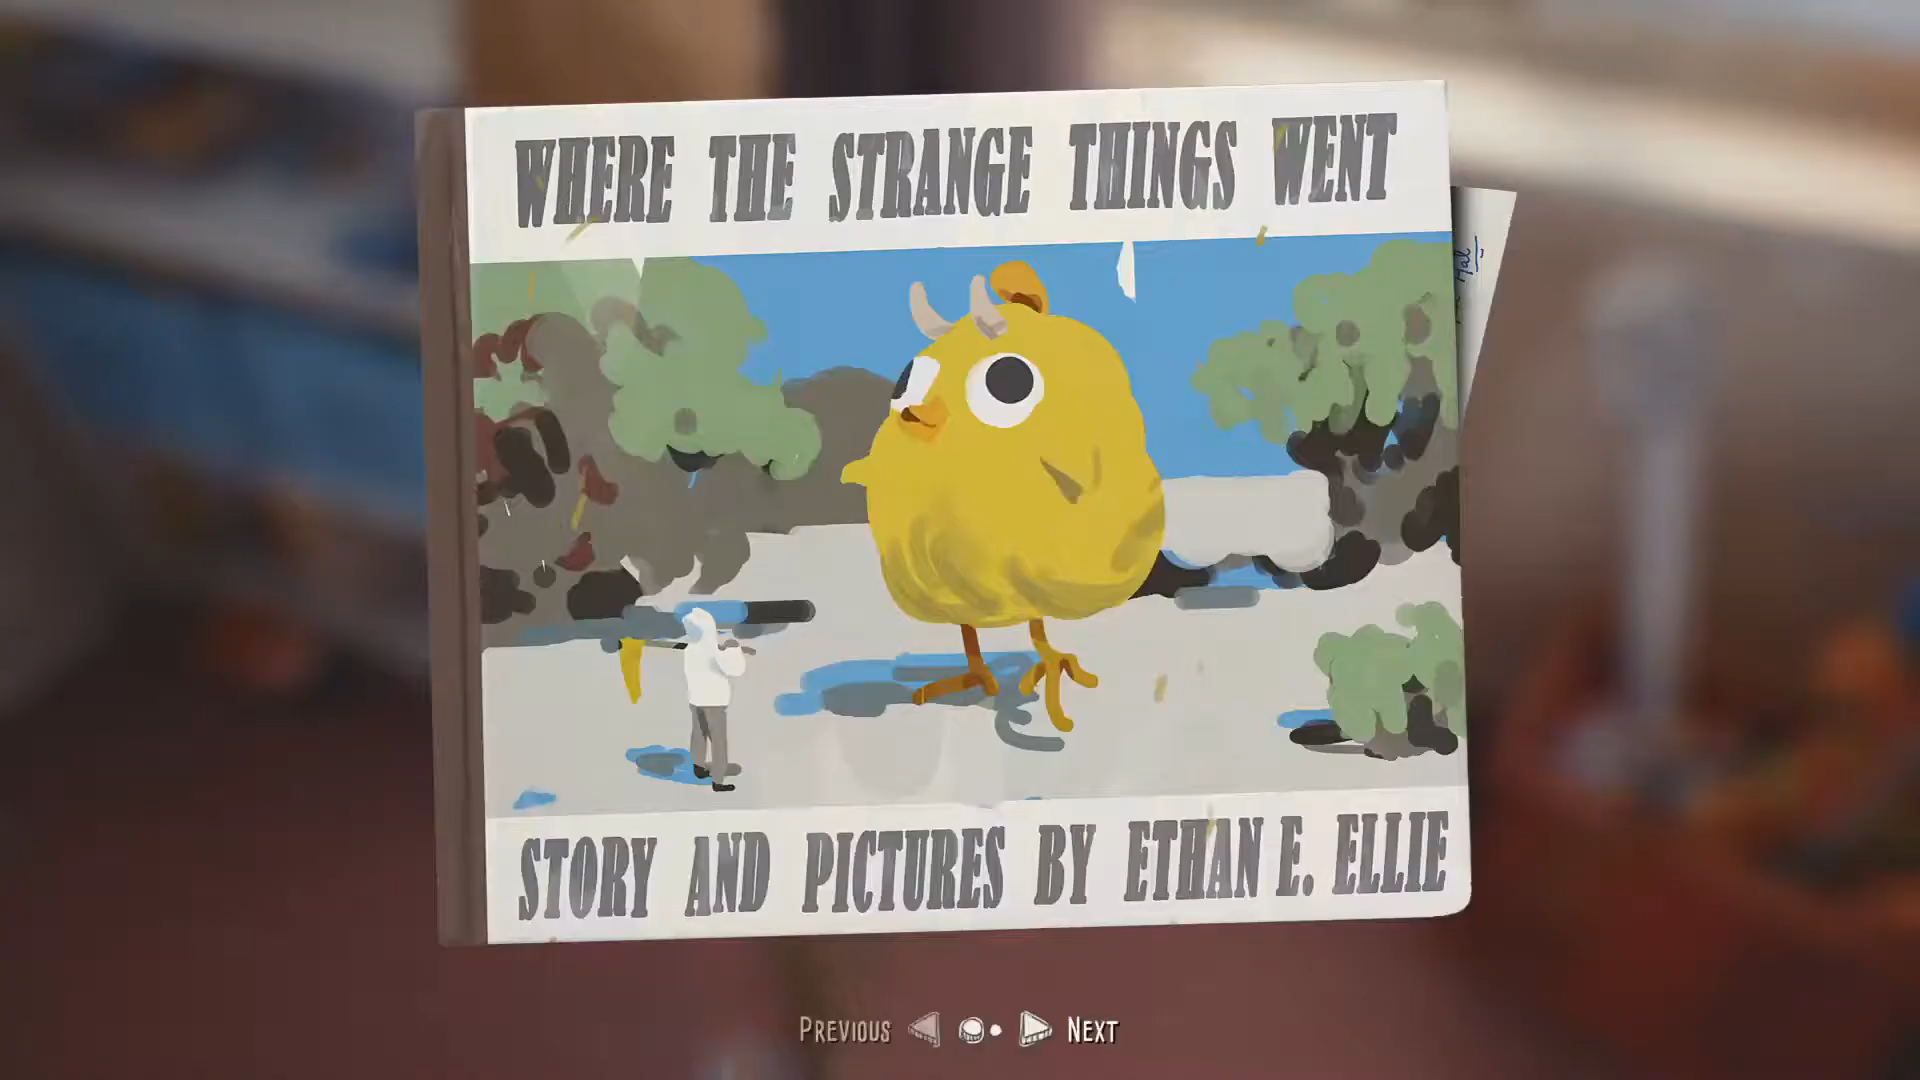 WHERE THE STRANGE THINGS WENT
STORY AND PICTURES BY ETHAN E. ELLIE
PREVIOUS NEXT